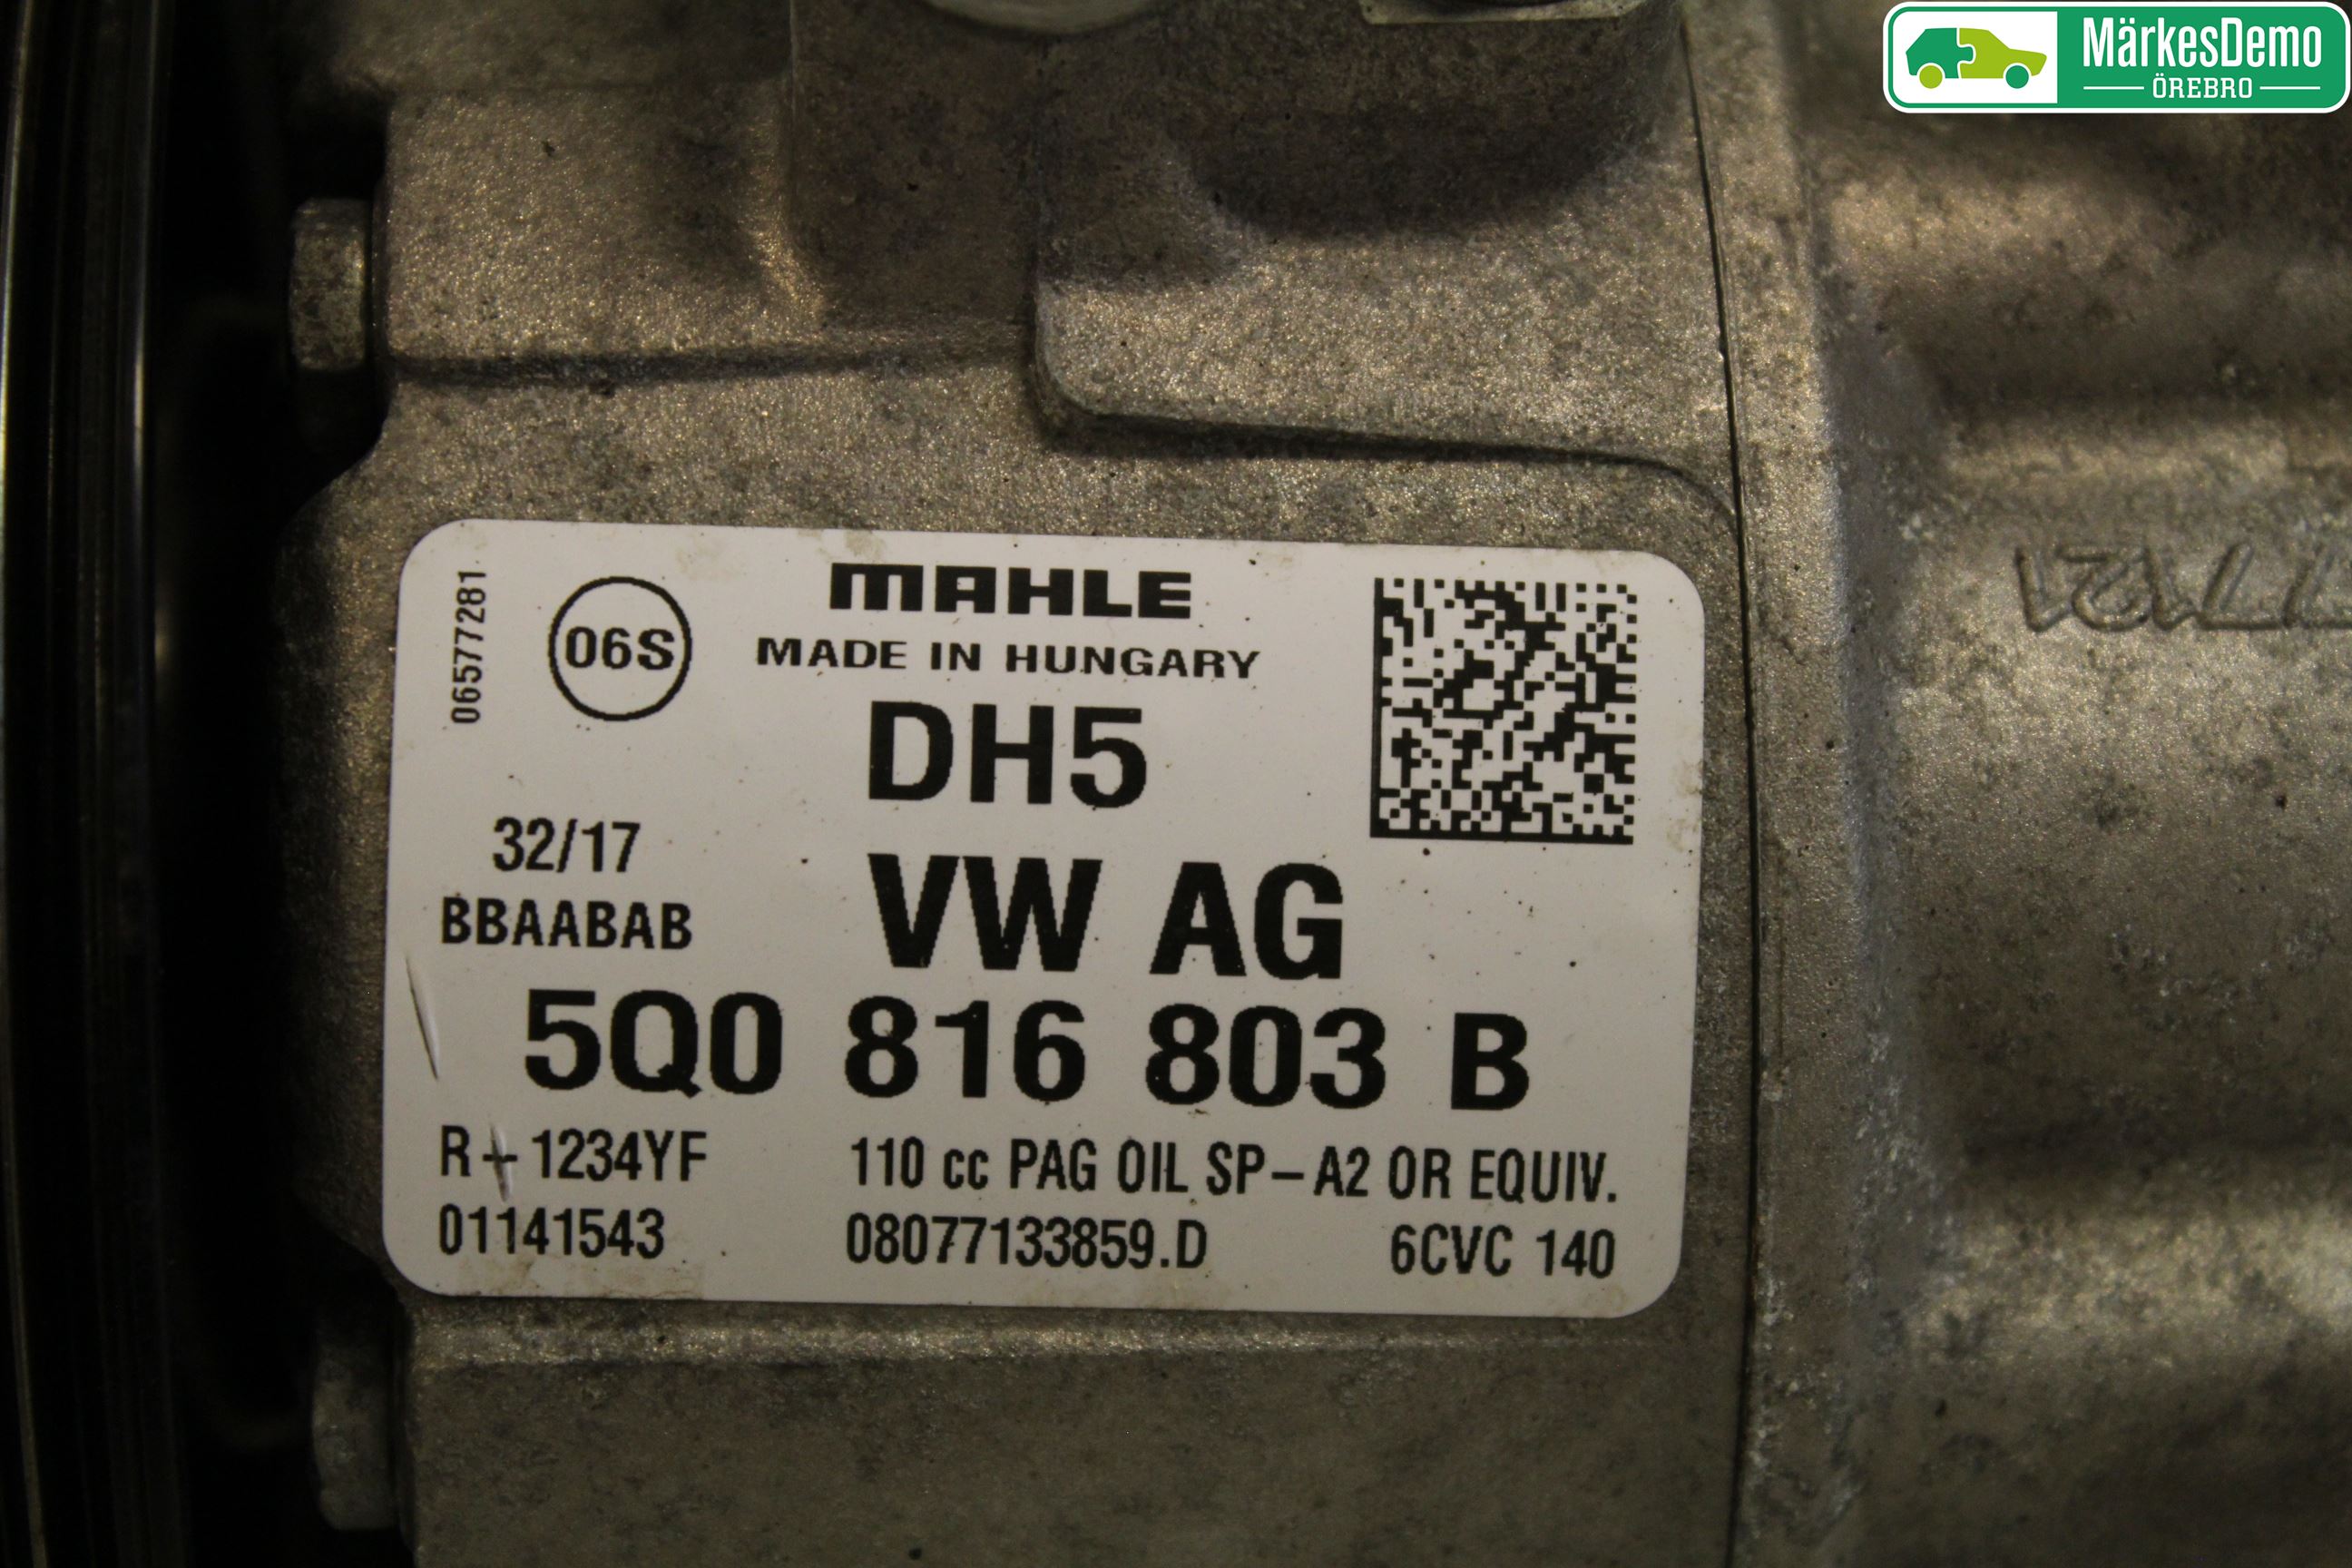 MärkesDemo
ÖREBRO
06577281
06S
MAHLE
MADE IN HUNGARY
DH5
32/17
BBAABAB
VW AG
5Q0 816 803 B
R-1234YF
110 cc PAG OIL SP-A2 OR EQUIV.
01141543
08077133859.D
6CVC 140